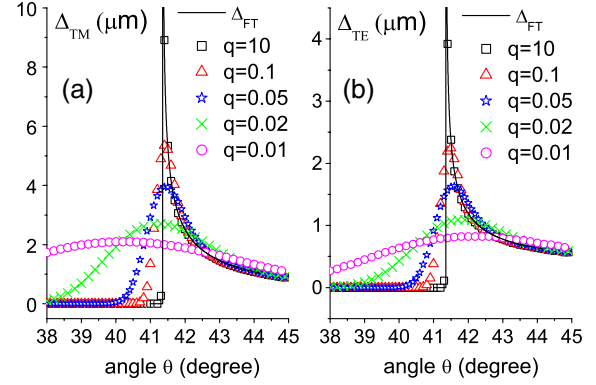 Δ_TM (μm)
Δ_FT
q=10
q=0.1
q=0.05
q=0.02
q=0.01
(a)
10
8
6
4
2
0
38 39 40 41 42 43 44 45
angle θ (degree)
Δ_TE (μm)
Δ_FT
q=10
q=0.1
q=0.05
q=0.02
q=0.01
(b)
4
3
2
1
0
38 39 40 41 42 43 44 45
angle θ (degree)